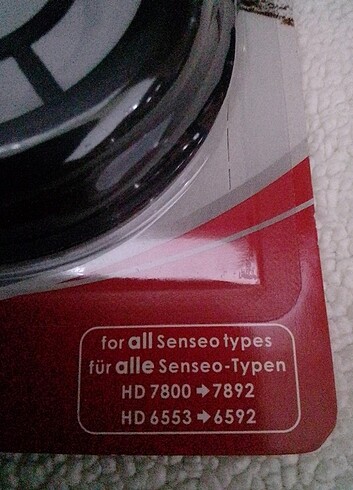 for all Senseo types
für alle Senseo-Typen
HD 7800 ➔ 7892
HD 6553 ➔ 6592